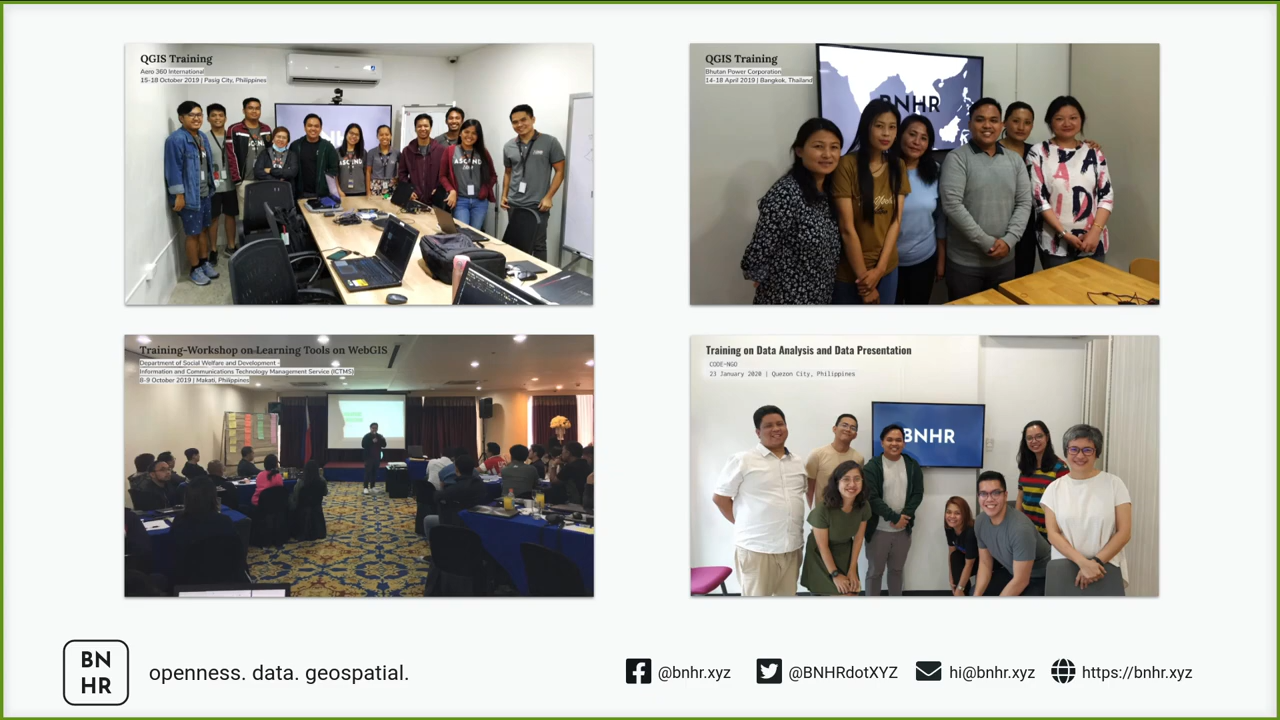 QGIS Training
Aero 360 International
15-18 October 2019 | Pasig City, Philippines
ASCEND
ASCEND
QGIS Training
Bhutan Power Corporation
14-18 April 2019 | Bangkok, Thailand
BNHR
Training-Workshop on Learning Tools on WebGIS
Department of Social Welfare and Development -
Information and Communications Technology Management Service (ICTMS)
8-9 October 2019 | Makati, Philippines
Training on Data Analysis and Data Presentation
CODE-NGO
23 January 2020 | Quezon City, Philippines
BNHR
BN
HR
openness. data. geospatial.
@bnhr.xyz
@BNHRdotXYZ
hi@bnhr.xyz
https://bnhr.xyz